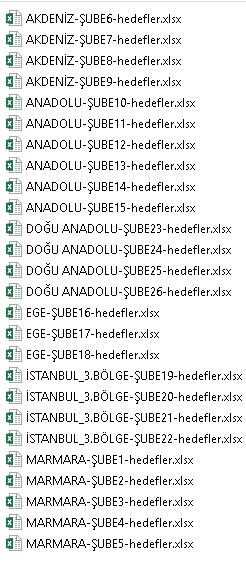 AKDENİZ-ŞUBE6-hedefler.xlsx
AKDENİZ-ŞUBE7-hedefler.xlsx
AKDENİZ-ŞUBE8-hedefler.xlsx
AKDENİZ-ŞUBE9-hedefler.xlsx
ANADOLU-ŞUBE10-hedefler.xlsx
ANADOLU-ŞUBE11-hedefler.xlsx
ANADOLU-ŞUBE12-hedefler.xlsx
ANADOLU-ŞUBE13-hedefler.xlsx
ANADOLU-ŞUBE14-hedefler.xlsx
ANADOLU-ŞUBE15-hedefler.xlsx
DOĞU ANADOLU-ŞUBE23-hedefler.xlsx
DOĞU ANADOLU-ŞUBE24-hedefler.xlsx
DOĞU ANADOLU-ŞUBE25-hedefler.xlsx
DOĞU ANADOLU-ŞUBE26-hedefler.xlsx
EGE-ŞUBE16-hedefler.xlsx
EGE-ŞUBE17-hedefler.xlsx
EGE-ŞUBE18-hedefler.xlsx
İSTANBUL_3.BÖLGE-ŞUBE19-hedefler.xlsx
İSTANBUL_3.BÖLGE-ŞUBE20-hedefler.xlsx
İSTANBUL_3.BÖLGE-ŞUBE21-hedefler.xlsx
İSTANBUL_3.BÖLGE-ŞUBE22-hedefler.xlsx
MARMARA-ŞUBE1-hedefler.xlsx
MARMARA-ŞUBE2-hedefler.xlsx
MARMARA-ŞUBE3-hedefler.xlsx
MARMARA-ŞUBE4-hedefler.xlsx
MARMARA-ŞUBE5-hedefler.xlsx